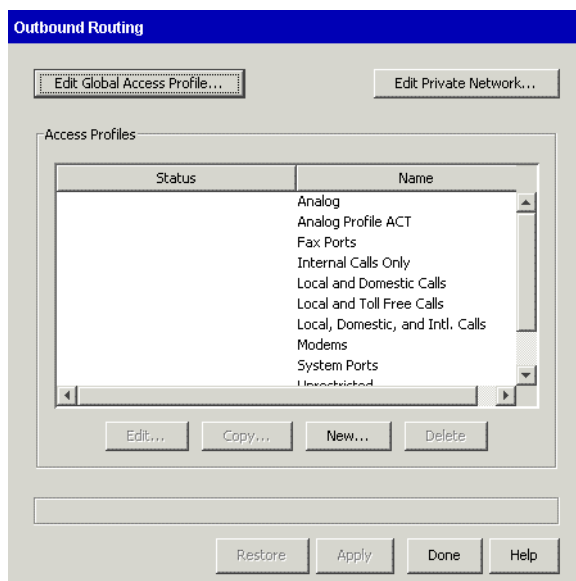 Outbound Routing
Edit Global Access Profile... Edit Private Network...
Access Profiles
Status Name
Analog
Analog Profile ACT
Fax Ports
Internal Calls Only
Local and Domestic Calls
Local and Toll Free Calls
Local, Domestic, and Intl. Calls
Modems
System Ports
Unrestricted
Edit... Copy... New... Delete
Restore Apply Done Help